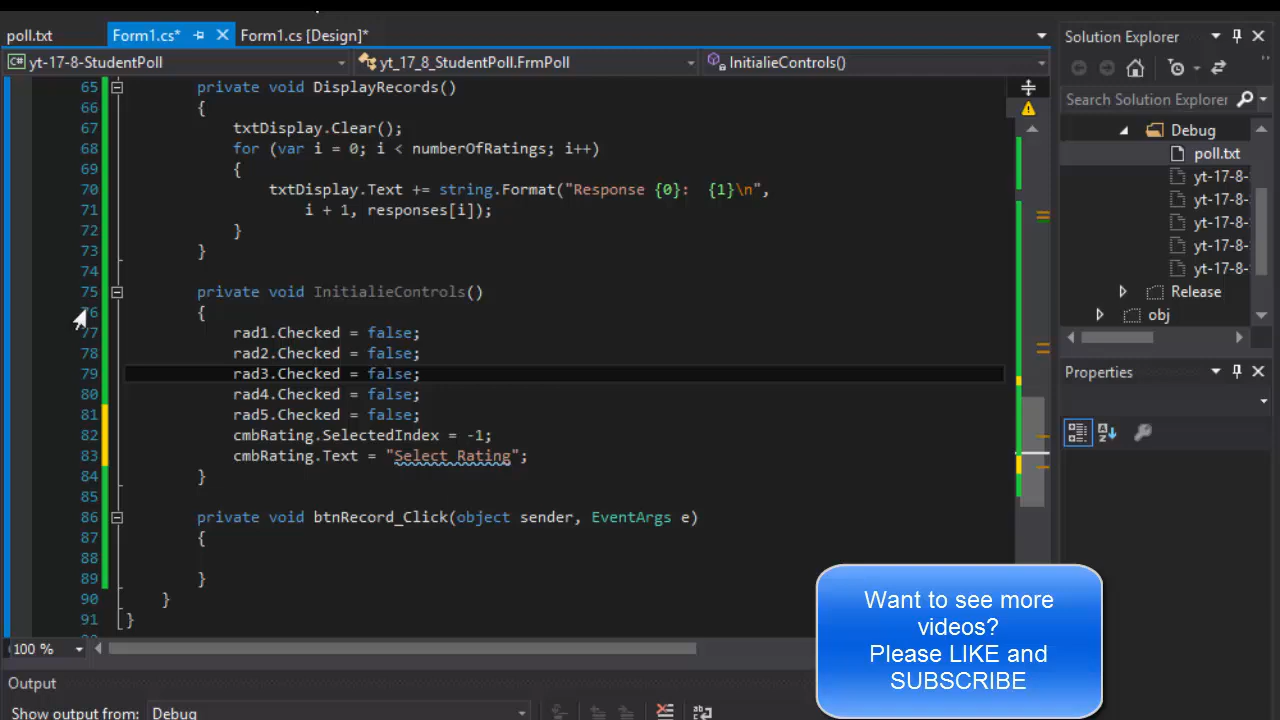 poll.txt
Form1.cs*
Form1.cs [Design]*
yt-17-8-StudentPoll
yt_17_8_StudentPoll.FrmPoll
InitialieControls()
65 private void DisplayRecords()
66 {
67 txtDisplay.Clear();
68 for (var i = 0; i < numberOfRatings; i++)
69 {
70 txtDisplay.Text += string.Format("Response {0}:  {1}\n",
71 i + 1, responses[i]);
72 }
73 }
74
75 private void InitialieControls()
76 {
77 rad1.Checked = false;
78 rad2.Checked = false;
79 rad3.Checked = false;
80 rad4.Checked = false;
81 rad5.Checked = false;
82 cmbRating.SelectedIndex = -1;
83 cmbRating.Text = "Select Rating";
84 }
85
86 private void btnRecord_Click(object sender, EventArgs e)
87 {
88
89 }
90 }
91 }
100 %
Output
Show output from: Debug
Solution Explorer
Search Solution Explorer
Debug
poll.txt
yt-17-8-
yt-17-8-
yt-17-8-
yt-17-8-
yt-17-8-
Release
obj
Properties
Want to see more
videos?
Please LIKE and
SUBSCRIBE